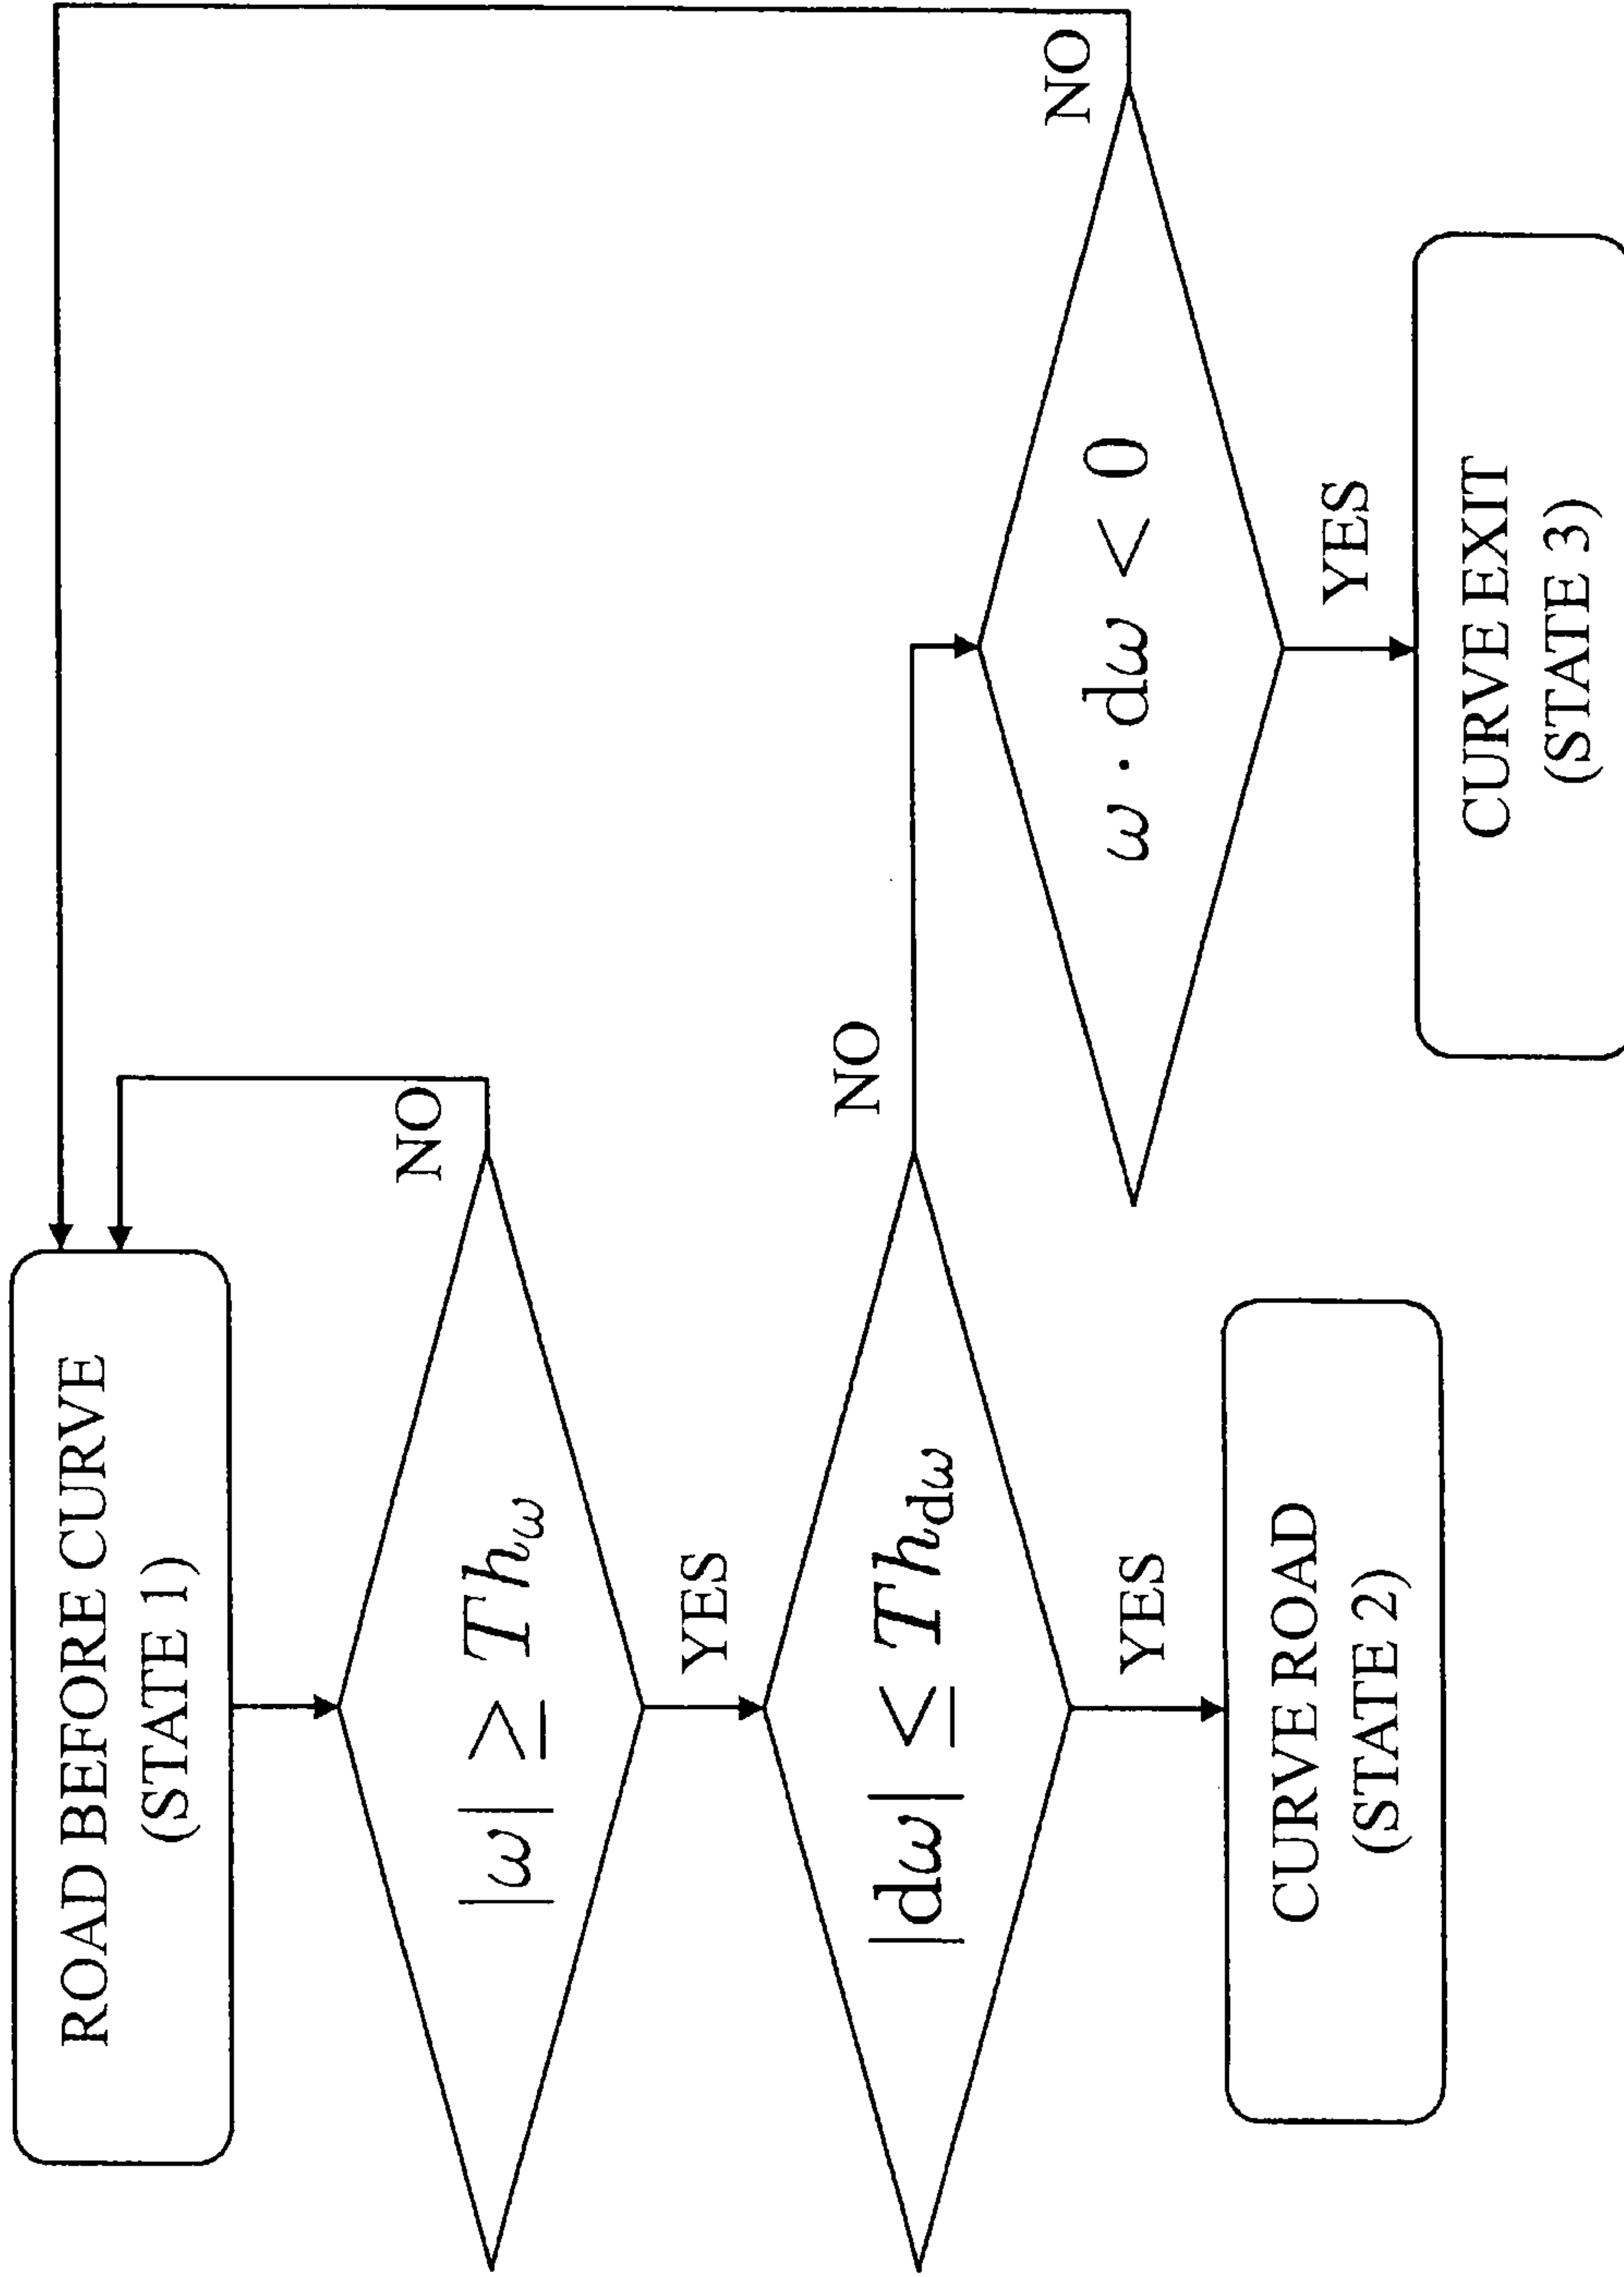 ROAD BEFORE CURVE
(STATE 1)
|ω| ≥ Th_ω
NO
YES
|dω| ≤ Th_dω
NO
YES
CURVE ROAD
(STATE 2)
ω · dω < 0
NO
YES
CURVE EXIT
(STATE 3)